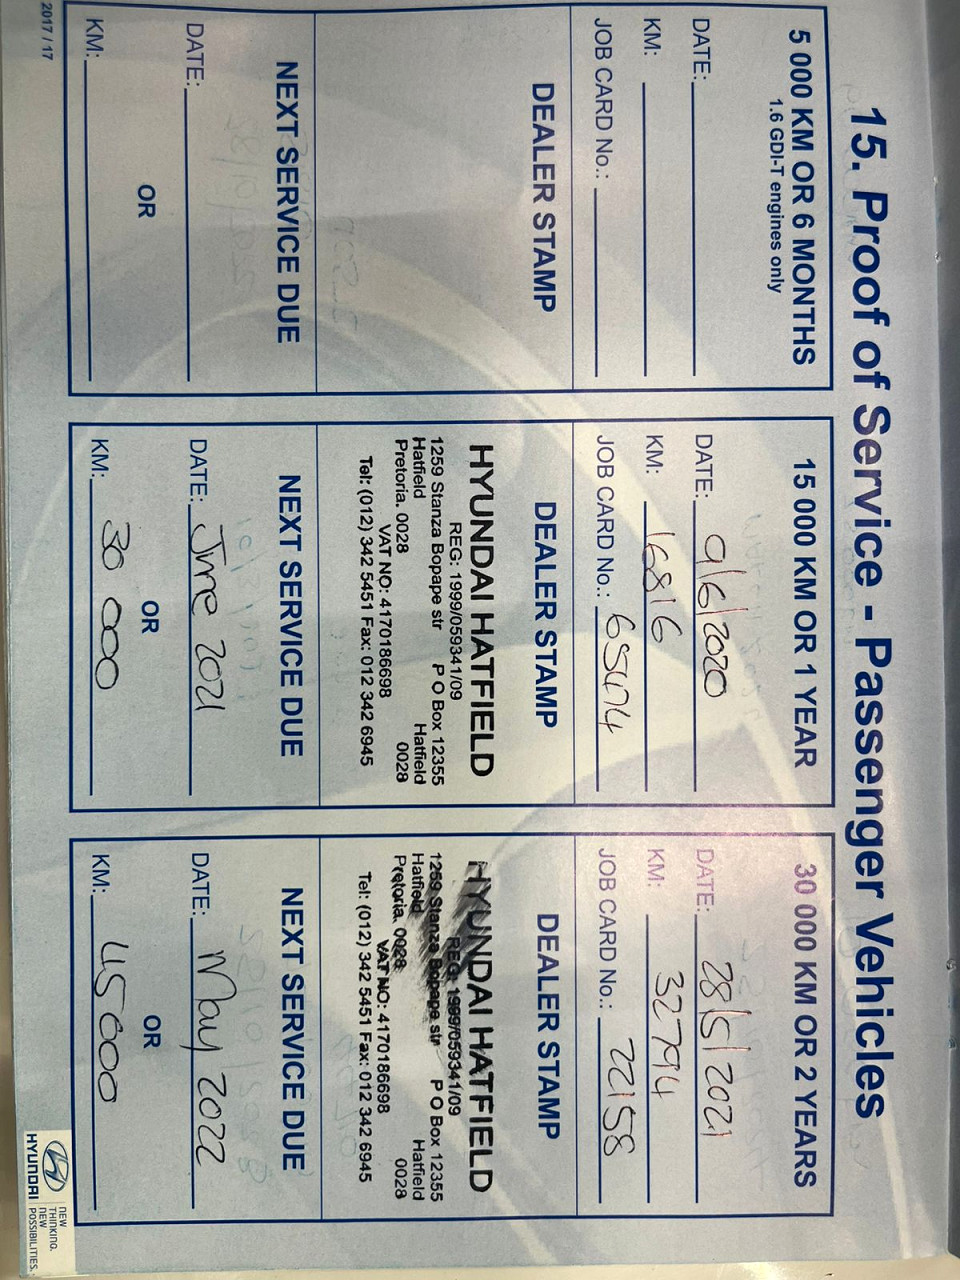 15. Proof of Service - Passenger Vehicles
5 000 KM OR 6 MONTHS
1.6 GDI-T engines only
DATE:
KM:
JOB CARD No.:
DEALER STAMP
NEXT SERVICE DUE
DATE:
OR
KM:
15 000 KM OR 1 YEAR
DATE: 9/6/2020
KM: 16816
JOB CARD No.: 65474
DEALER STAMP
HYUNDAI HATFIELD
REG: 1999/059341/09
1259 Stanza Bopape str P O Box 12355
Hatfield Hatfield
Pretoria. 0028 0028
VAT NO: 4170186698
Tel: (012) 342 5451 Fax: 012 342 6945
NEXT SERVICE DUE
DATE: June 2021
OR
KM: 30 000
30 000 KM OR 2 YEARS
DATE: 28/5/2021
KM: 32794
JOB CARD No.: 72158
DEALER STAMP
HYUNDAI HATFIELD
REG: 1999/059341/09
1259 Stanza Bopape str P O Box 12355
Hatfield Hatfield
Pretoria. 0028 0028
VAT NO: 4170186698
Tel: (012) 342 5451 Fax: 012 342 6945
NEXT SERVICE DUE
DATE: May 2022
OR
KM: 45000
2017 / 17
HYUNDAI
NEW
THINKING.
NEW
POSSIBILITIES.